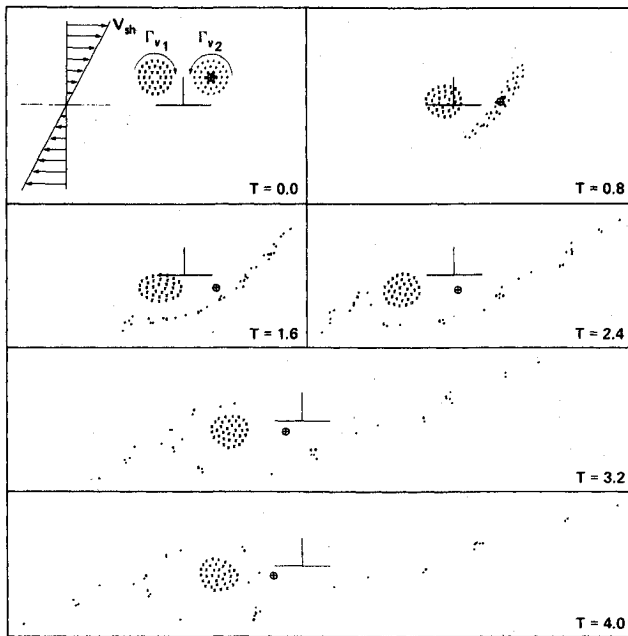 V_sh
Γ_v1
Γ_v2
T = 0.0
T = 0.8
T = 1.6
T = 2.4
T = 3.2
T = 4.0